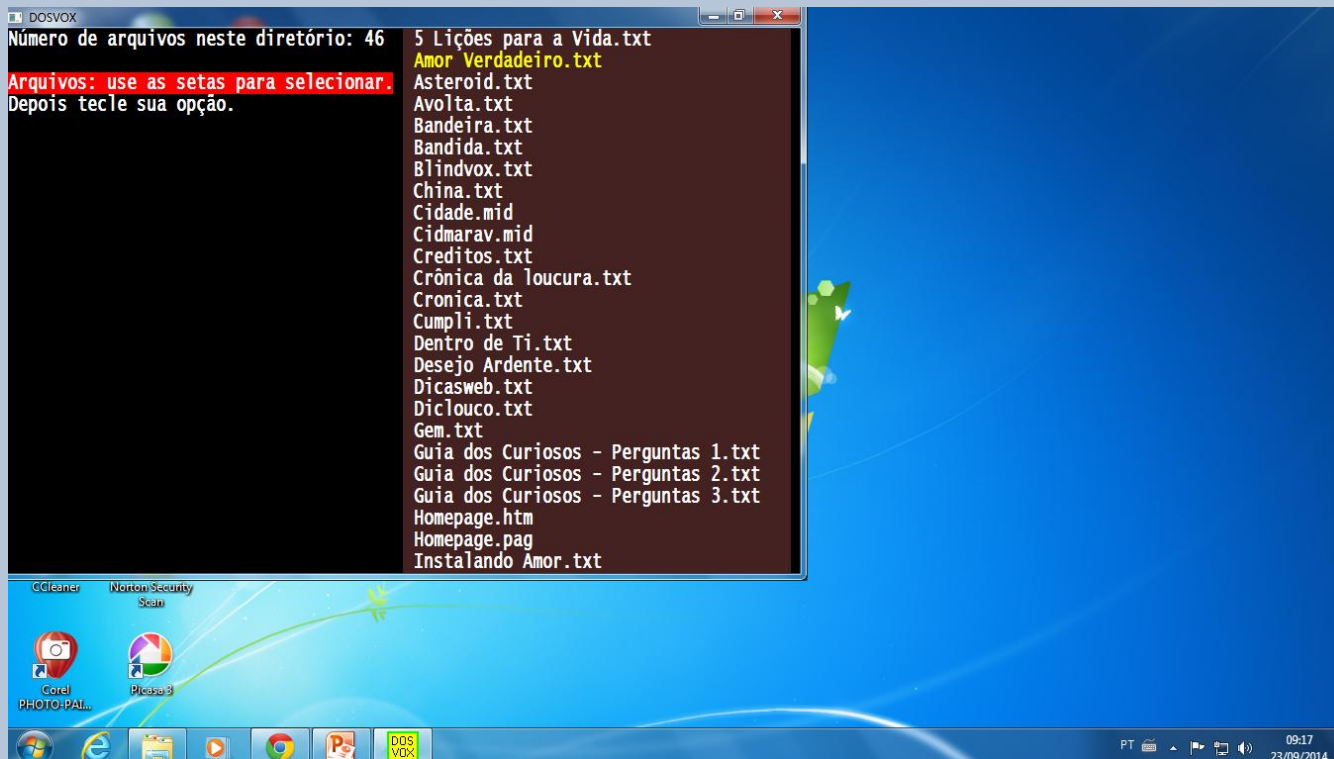 DOSVOX
Número de arquivos neste diretório: 46
Arquivos: use as setas para selecionar.
Depois tecle sua opção.
5 Lições para a Vida.txt
Amor Verdadeiro.txt
Asteroid.txt
Avolta.txt
Bandeira.txt
Bandida.txt
Blindvox.txt
China.txt
Cidade.mid
Cidmarav.mid
Creditos.txt
Crônica da loucura.txt
Cronica.txt
Cumpli.txt
Dentro de Ti.txt
Desejo Ardente.txt
Dicasweb.txt
Diclouco.txt
Gem.txt
Guia dos Curiosos - Perguntas 1.txt
Guia dos Curiosos - Perguntas 2.txt
Guia dos Curiosos - Perguntas 3.txt
Homepage.htm
Homepage.pag
Instalando Amor.txt
CCleaner
Norton Security
Scan
Corel
PHOTO-PAI...
Picasa 3
DOS
VOX
PT
09:17
23/09/2014